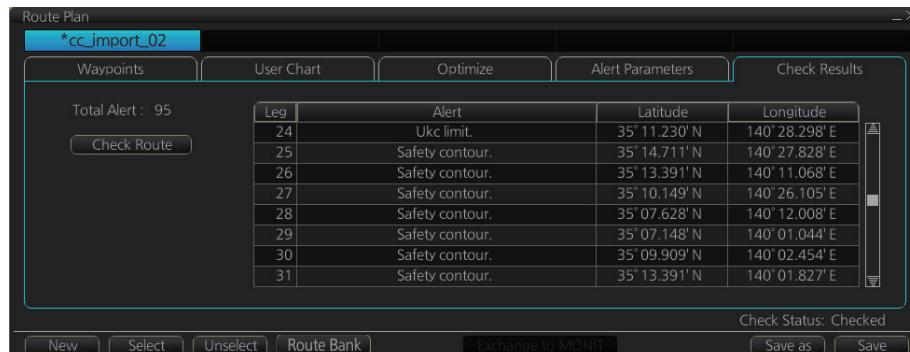 Route Plan
*cc_import_02
Waypoints User Chart Optimize Alert Parameters Check Results
Total Alert : 95
Check Route
Leg Alert Latitude Longitude
24 Ukc limit. 35°11.230' N 140°28.298' E
25 Safety contour. 35°14.711' N 140°27.828' E
26 Safety contour. 35°13.391' N 140°11.068' E
27 Safety contour. 35°10.149' N 140°26.105' E
28 Safety contour. 35°07.628' N 140°12.008' E
29 Safety contour. 35°07.148' N 140°01.044' E
30 Safety contour. 35°09.909' N 140°02.454' E
31 Safety contour. 35°13.391' N 140°01.827' E
Check Status: Checked
New Select Unselect Route Bank Exchange to MONIT Save as Save